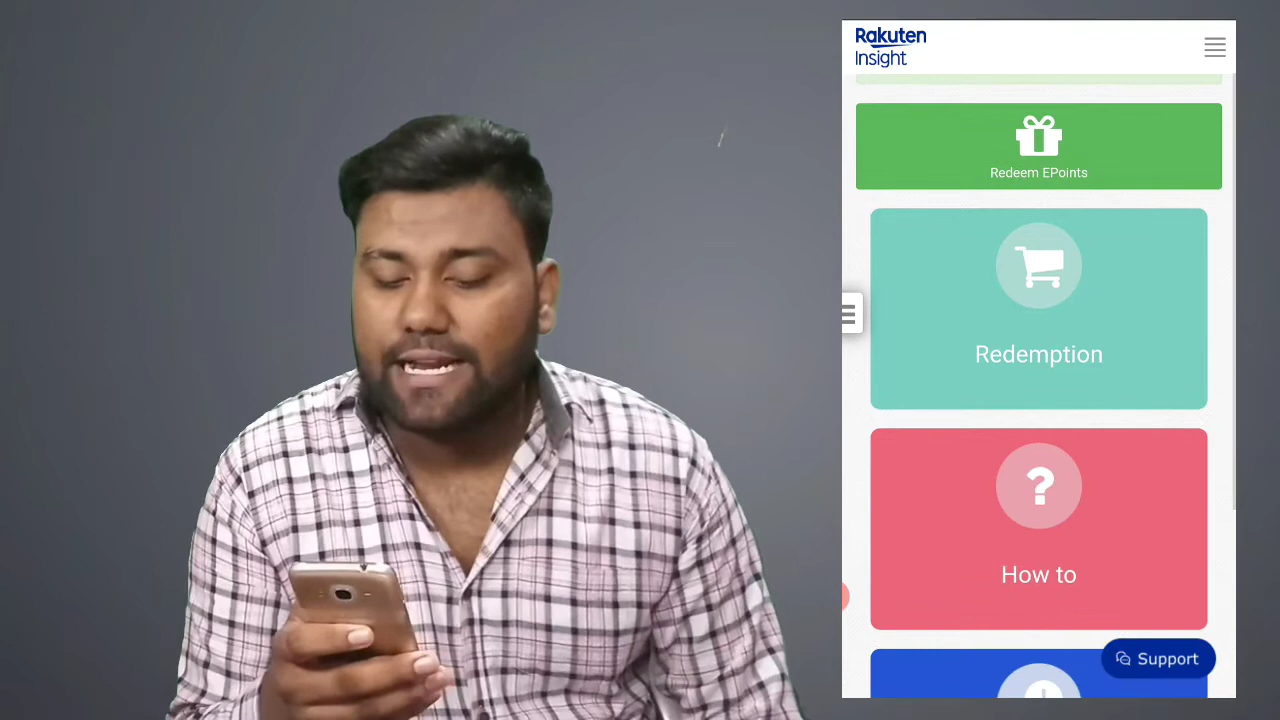 Rakuten
Insight
Redeem EPoints
Redemption
How to
Support